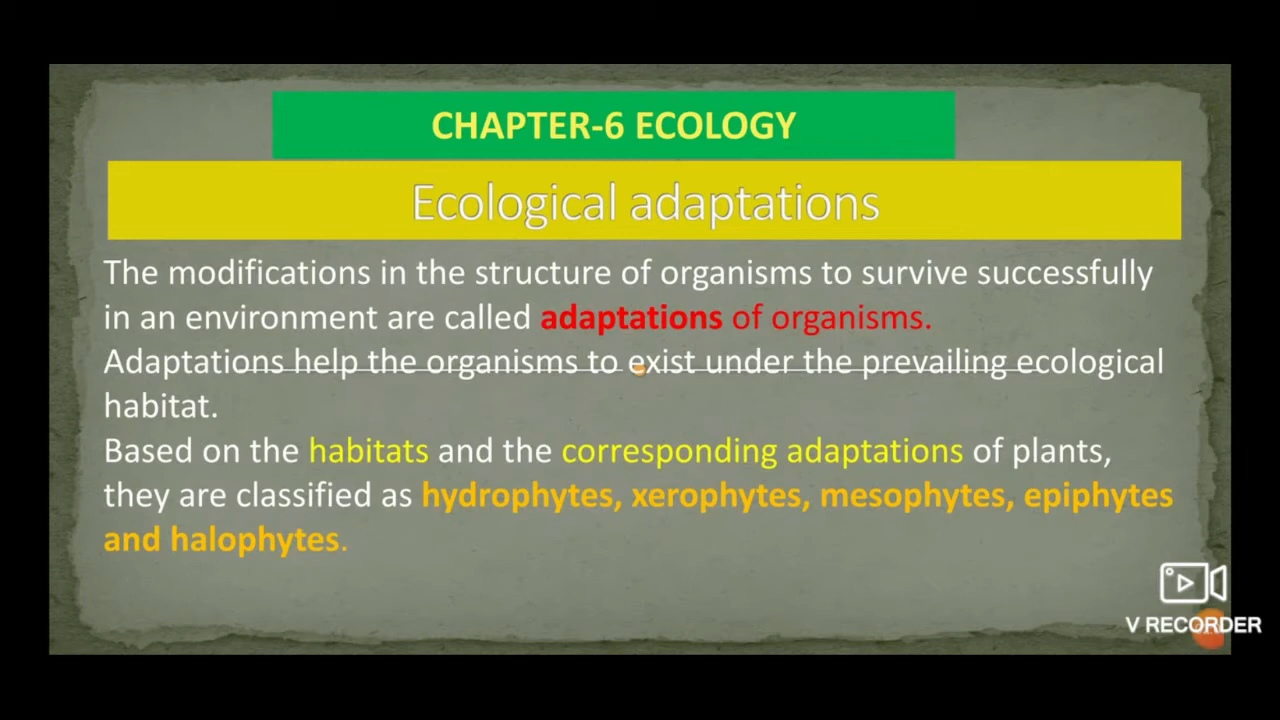 CHAPTER-6 ECOLOGY
Ecological adaptations
The modifications in the structure of organisms to survive successfully
in an environment are called adaptations of organisms.
Adaptations help the organisms to exist under the prevailing ecological
habitat.
Based on the habitats and the corresponding adaptations of plants,
they are classified as hydrophytes, xerophytes, mesophytes, epiphytes
and halophytes.
V RECORDER